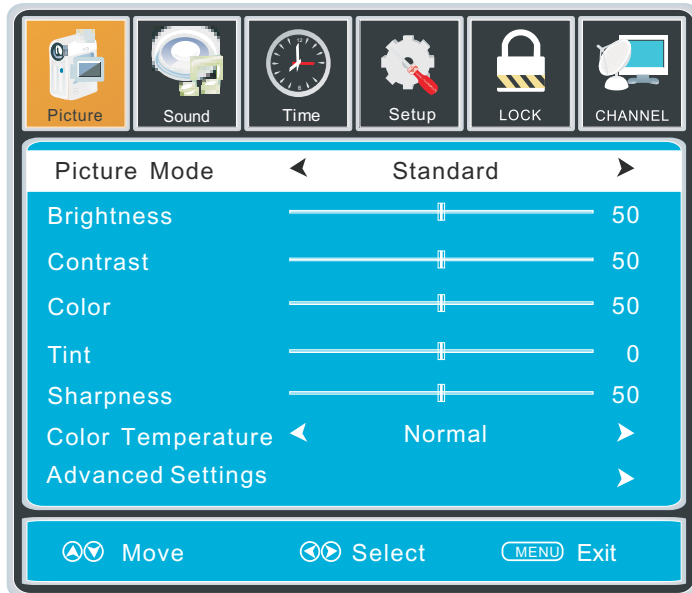 Picture Sound Time Setup LOCK CHANNEL
Picture Mode Standard
Brightness 50
Contrast 50
Color 50
Tint 0
Sharpness 50
Color Temperature Normal
Advanced Settings
Move Select MENU Exit